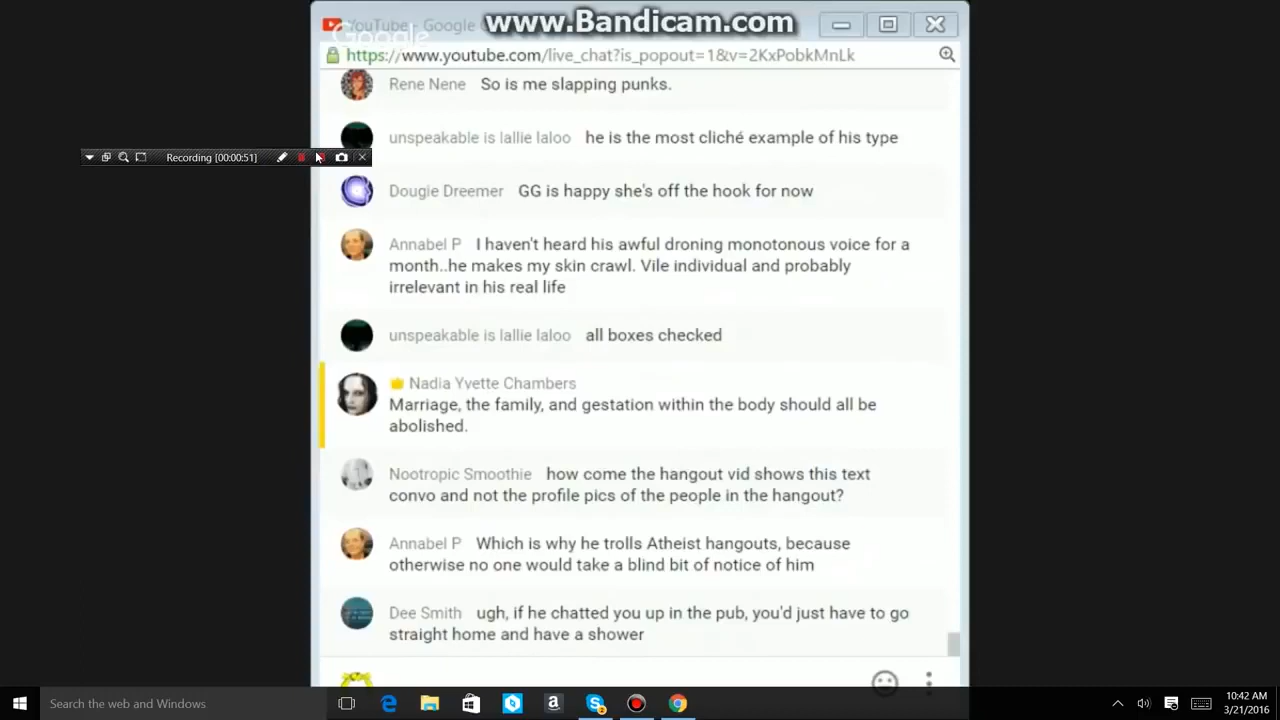 www.Bandicam.com
YouTube - Google
Google
https://www.youtube.com/live_chat?is_popout=1&v=2KxPobkMnLk
Rene Nene So is me slapping punks.
unspeakable is lallie laloo he is the most cliché example of his type
Recording [00:00:51]
Dougie Dreemer GG is happy she's off the hook for now
Annabel P I haven't heard his awful droning monotonous voice for a
month..he makes my skin crawl. Vile individual and probably
irrelevant in his real life
unspeakable is lallie laloo all boxes checked
Nadia Yvette Chambers
Marriage, the family, and gestation within the body should all be
abolished.
Nootropic Smoothie how come the hangout vid shows this text
convo and not the profile pics of the people in the hangout?
Annabel P Which is why he trolls Atheist hangouts, because
otherwise no one would take a blind bit of notice of him
Dee Smith ugh, if he chatted you up in the pub, you'd just have to go
straight home and have a shower
Search the web and Windows
10:42 AM
3/21/2016